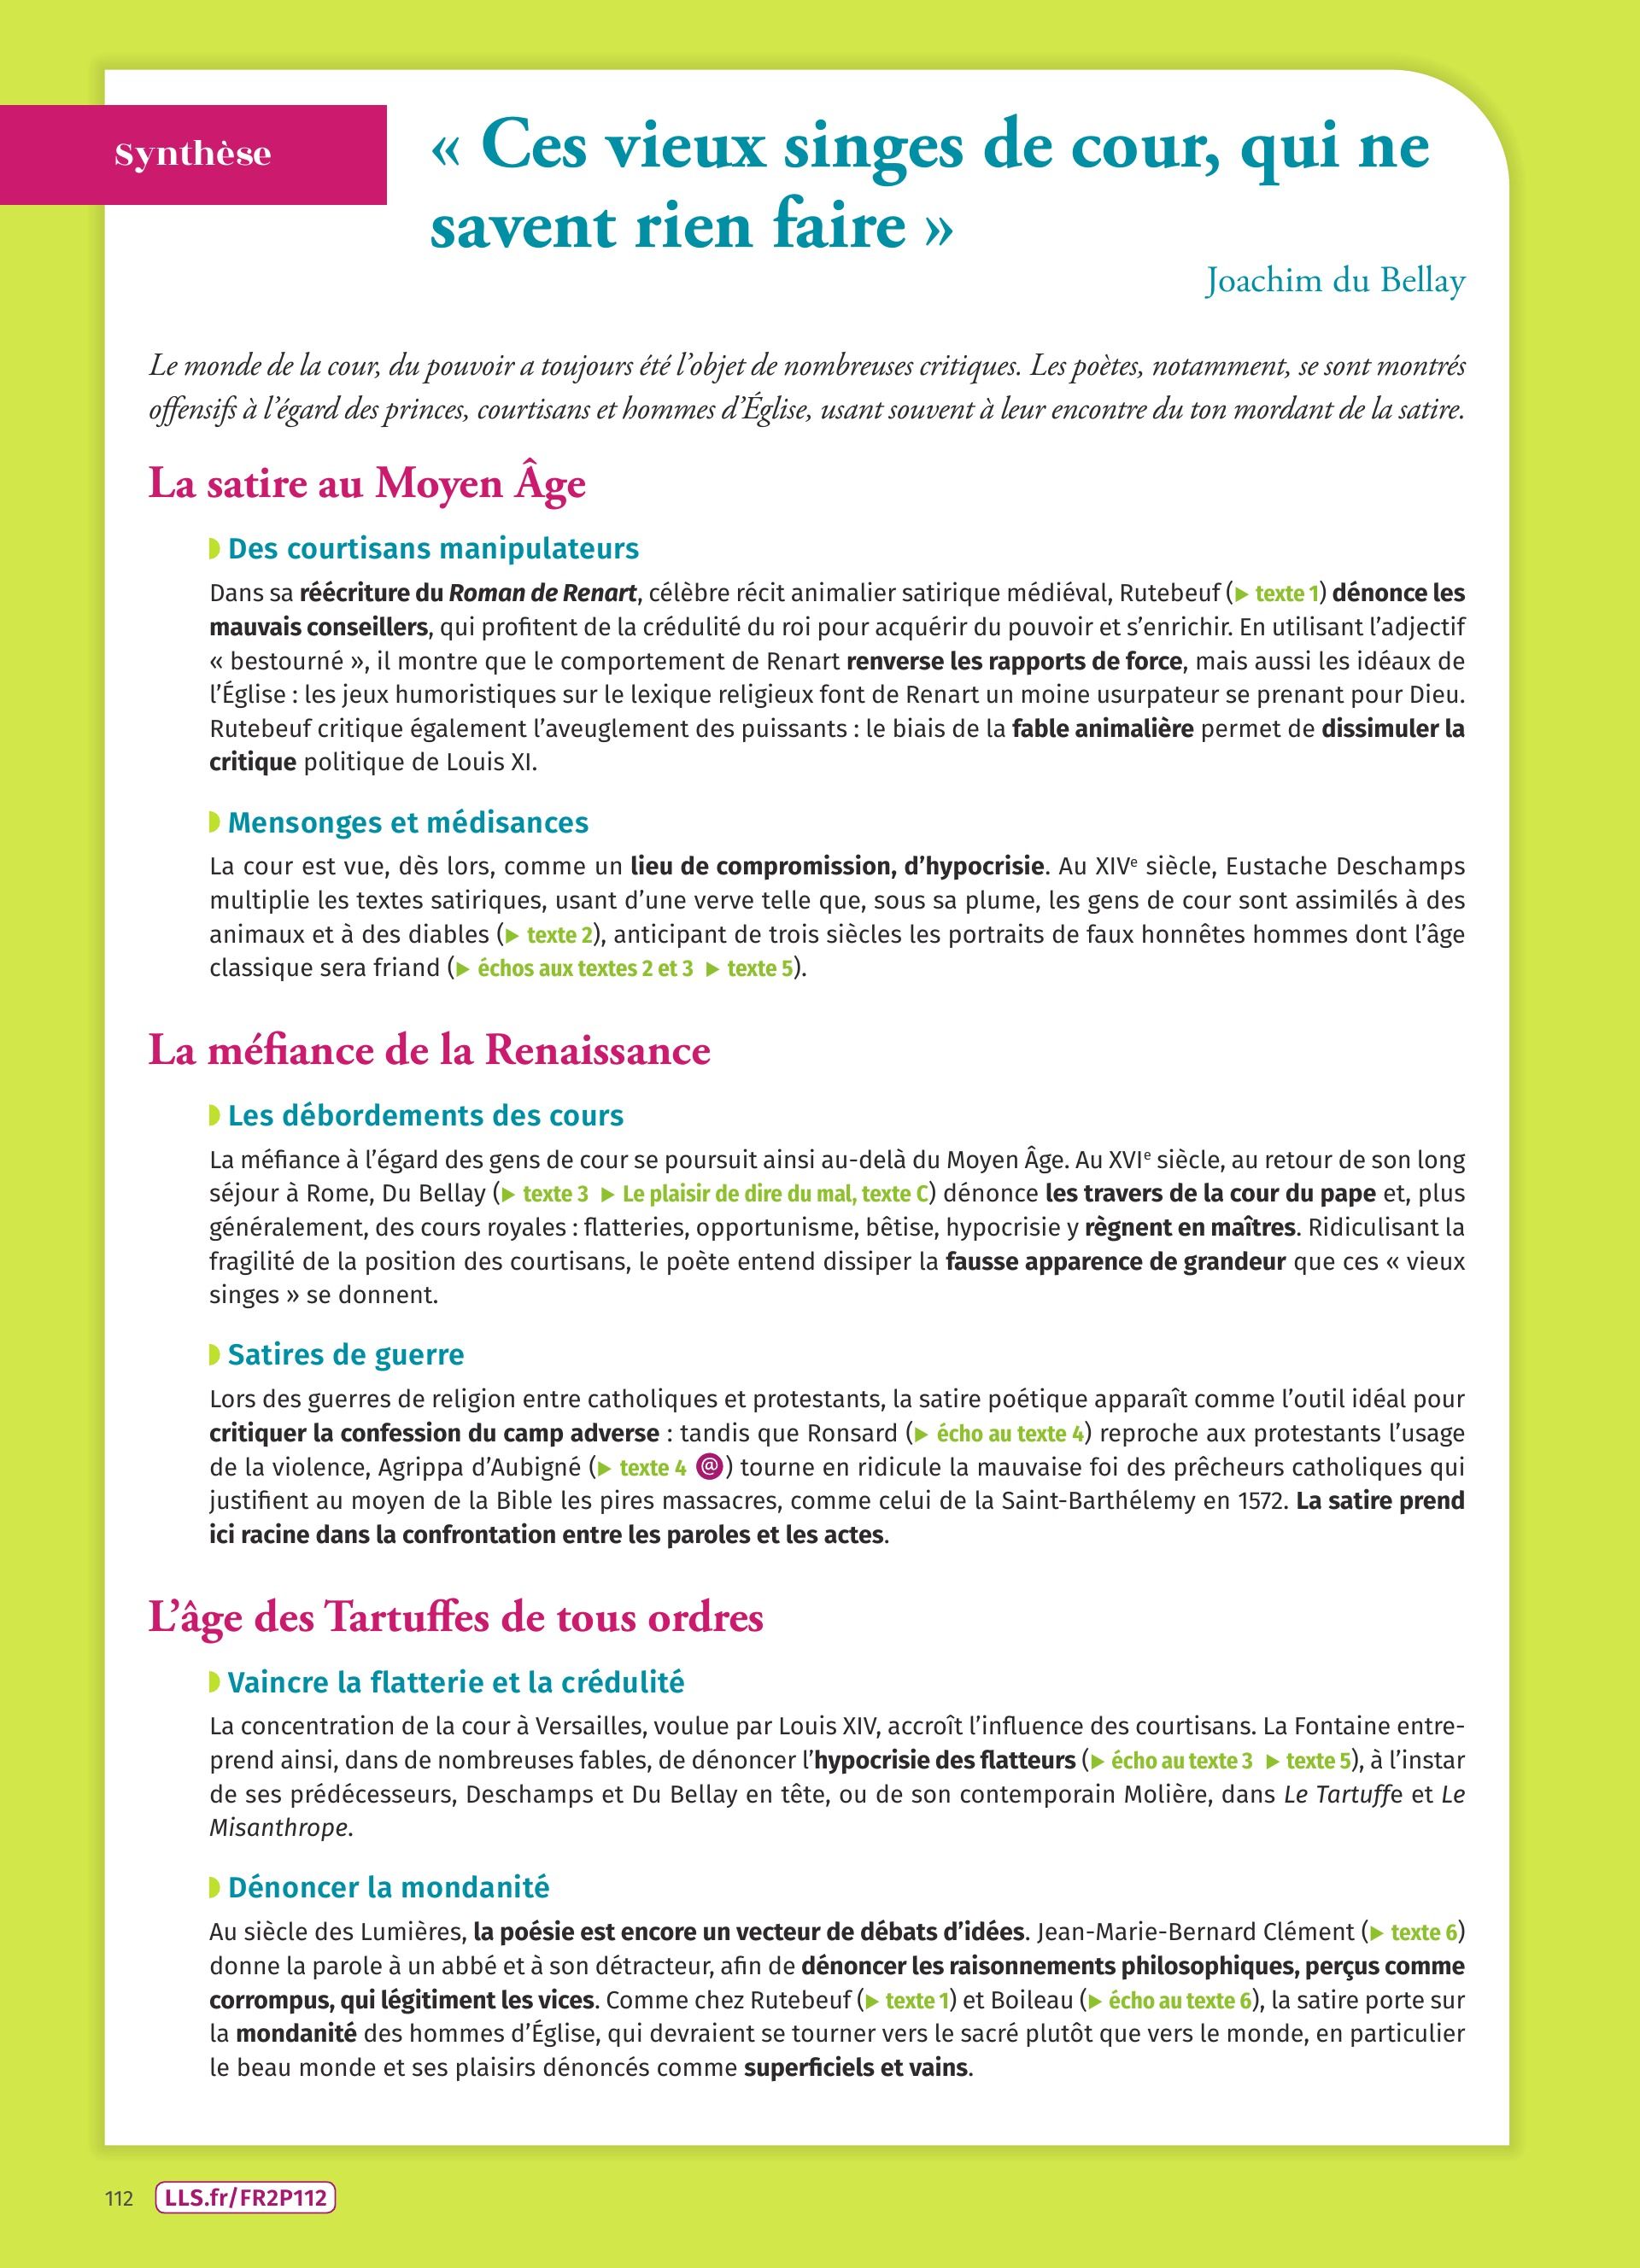 Synthèse
« Ces vieux singes de cour, qui ne
savent rien faire »
Joachim du Bellay
Le monde de la cour, du pouvoir a toujours été l’objet de nombreuses critiques. Les poètes, notamment, se sont montrés
offensifs à l’égard des princes, courtisans et hommes d’Église, usant souvent à leur encontre du ton mordant de la satire.
La satire au Moyen Âge
Des courtisans manipulateurs
Dans sa réécriture du Roman de Renart, célèbre récit animalier satirique médiéval, Rutebeuf (▶ texte 1) dénonce les
mauvais conseillers, qui profitent de la crédulité du roi pour acquérir du pouvoir et s’enrichir. En utilisant l’adjectif
« bestourné », il montre que le comportement de Renart renverse les rapports de force, mais aussi les idéaux de
l’Église : les jeux humoristiques sur le lexique religieux font de Renart un moine usurpateur se prenant pour Dieu.
Rutebeuf critique également l’aveuglement des puissants : le biais de la fable animalière permet de dissimuler la
critique politique de Louis XI.
Mensonges et médisances
La cour est vue, dès lors, comme un lieu de compromission, d’hypocrisie. Au XIVe siècle, Eustache Deschamps
multiplie les textes satiriques, usant d’une verve telle que, sous sa plume, les gens de cour sont assimilés à des
animaux et à des diables (▶ texte 2), anticipant de trois siècles les portraits de faux honnêtes hommes dont l’âge
classique sera friand (▶ échos aux textes 2 et 3 ▶ texte 5).
La méfiance de la Renaissance
Les débordements des cours
La méfiance à l’égard des gens de cour se poursuit ainsi au-delà du Moyen Âge. Au XVIe siècle, au retour de son long
séjour à Rome, Du Bellay (▶ texte 3 ▶ Le plaisir de dire du mal, texte C) dénonce les travers de la cour du pape et, plus
généralement, des cours royales : flatteries, opportunisme, bêtise, hypocrisie y règnent en maîtres. Ridiculisant la
fragilité de la position des courtisans, le poète entend dissiper la fausse apparence de grandeur que ces « vieux
singes » se donnent.
Satires de guerre
Lors des guerres de religion entre catholiques et protestants, la satire poétique apparaît comme l’outil idéal pour
critiquer la confession du camp adverse : tandis que Ronsard (▶ écho au texte 4) reproche aux protestants l’usage
de la violence, Agrippa d’Aubigné (▶ texte 4 @) tourne en ridicule la mauvaise foi des prêcheurs catholiques qui
justifient au moyen de la Bible les pires massacres, comme celui de la Saint-Barthélemy en 1572. La satire prend
ici racine dans la confrontation entre les paroles et les actes.
L’âge des Tartuffes de tous ordres
Vaincre la flatterie et la crédulité
La concentration de la cour à Versailles, voulue par Louis XIV, accroît l’influence des courtisans. La Fontaine entre-
prend ainsi, dans de nombreuses fables, de dénoncer l’hypocrisie des flatteurs (▶ écho au texte 3 ▶ texte 5), à l’instar
de ses prédécesseurs, Deschamps et Du Bellay en tête, ou de son contemporain Molière, dans Le Tartuffe et Le
Misanthrope.
Dénoncer la mondanité
Au siècle des Lumières, la poésie est encore un vecteur de débats d’idées. Jean-Marie-Bernard Clément (▶ texte 6)
donne la parole à un abbé et à son détracteur, afin de dénoncer les raisonnements philosophiques, perçus comme
corrompus, qui légitiment les vices. Comme chez Rutebeuf (▶ texte 1) et Boileau (▶ écho au texte 6), la satire porte sur
la mondanité des hommes d’Église, qui devraient se tourner vers le sacré plutôt que vers le monde, en particulier
le beau monde et ses plaisirs dénoncés comme superficiels et vains.
112 LLS.fr/FR2P112